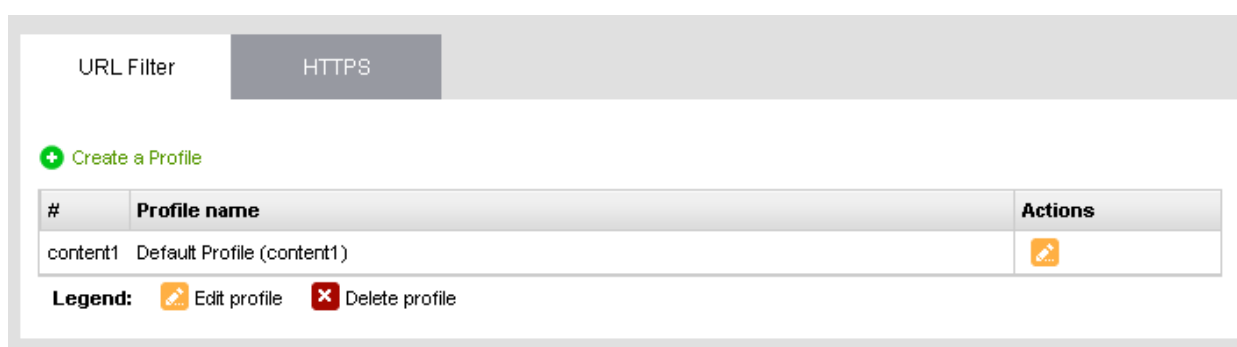 URL Filter HTTPS
Create a Profile
# Profile name Actions
content1 Default Profile (content1)
Legend: Edit profile Delete profile